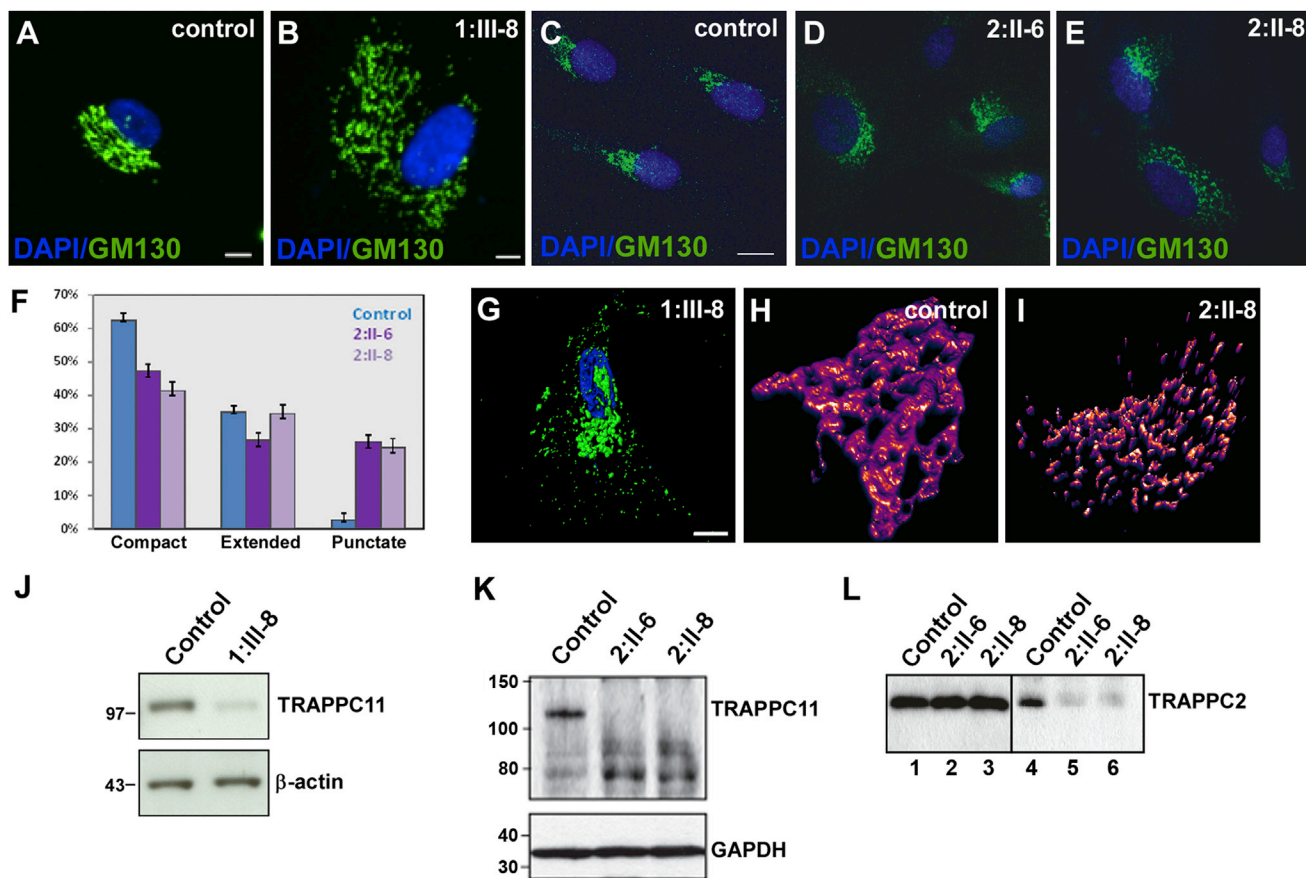 A control
DAPI/GM130
B 1:III-8
DAPI/GM130
C control
DAPI/GM130
D 2:II-6
DAPI/GM130
E 2:II-8
DAPI/GM130
F
70%
60%
50%
40%
30%
20%
10%
0%
Control
2:II-6
2:II-8
Compact Extended Punctate
G 1:III-8
H control
I 2:II-8
J
Control 1:III-8
97 TRAPPC11
43 β-actin
K
Control 2:II-6 2:II-8
150
100
80
TRAPPC11
40
30
GAPDH
L
Control 2:II-6 2:II-8 Control 2:II-6 2:II-8
TRAPPC2
1 2 3 4 5 6